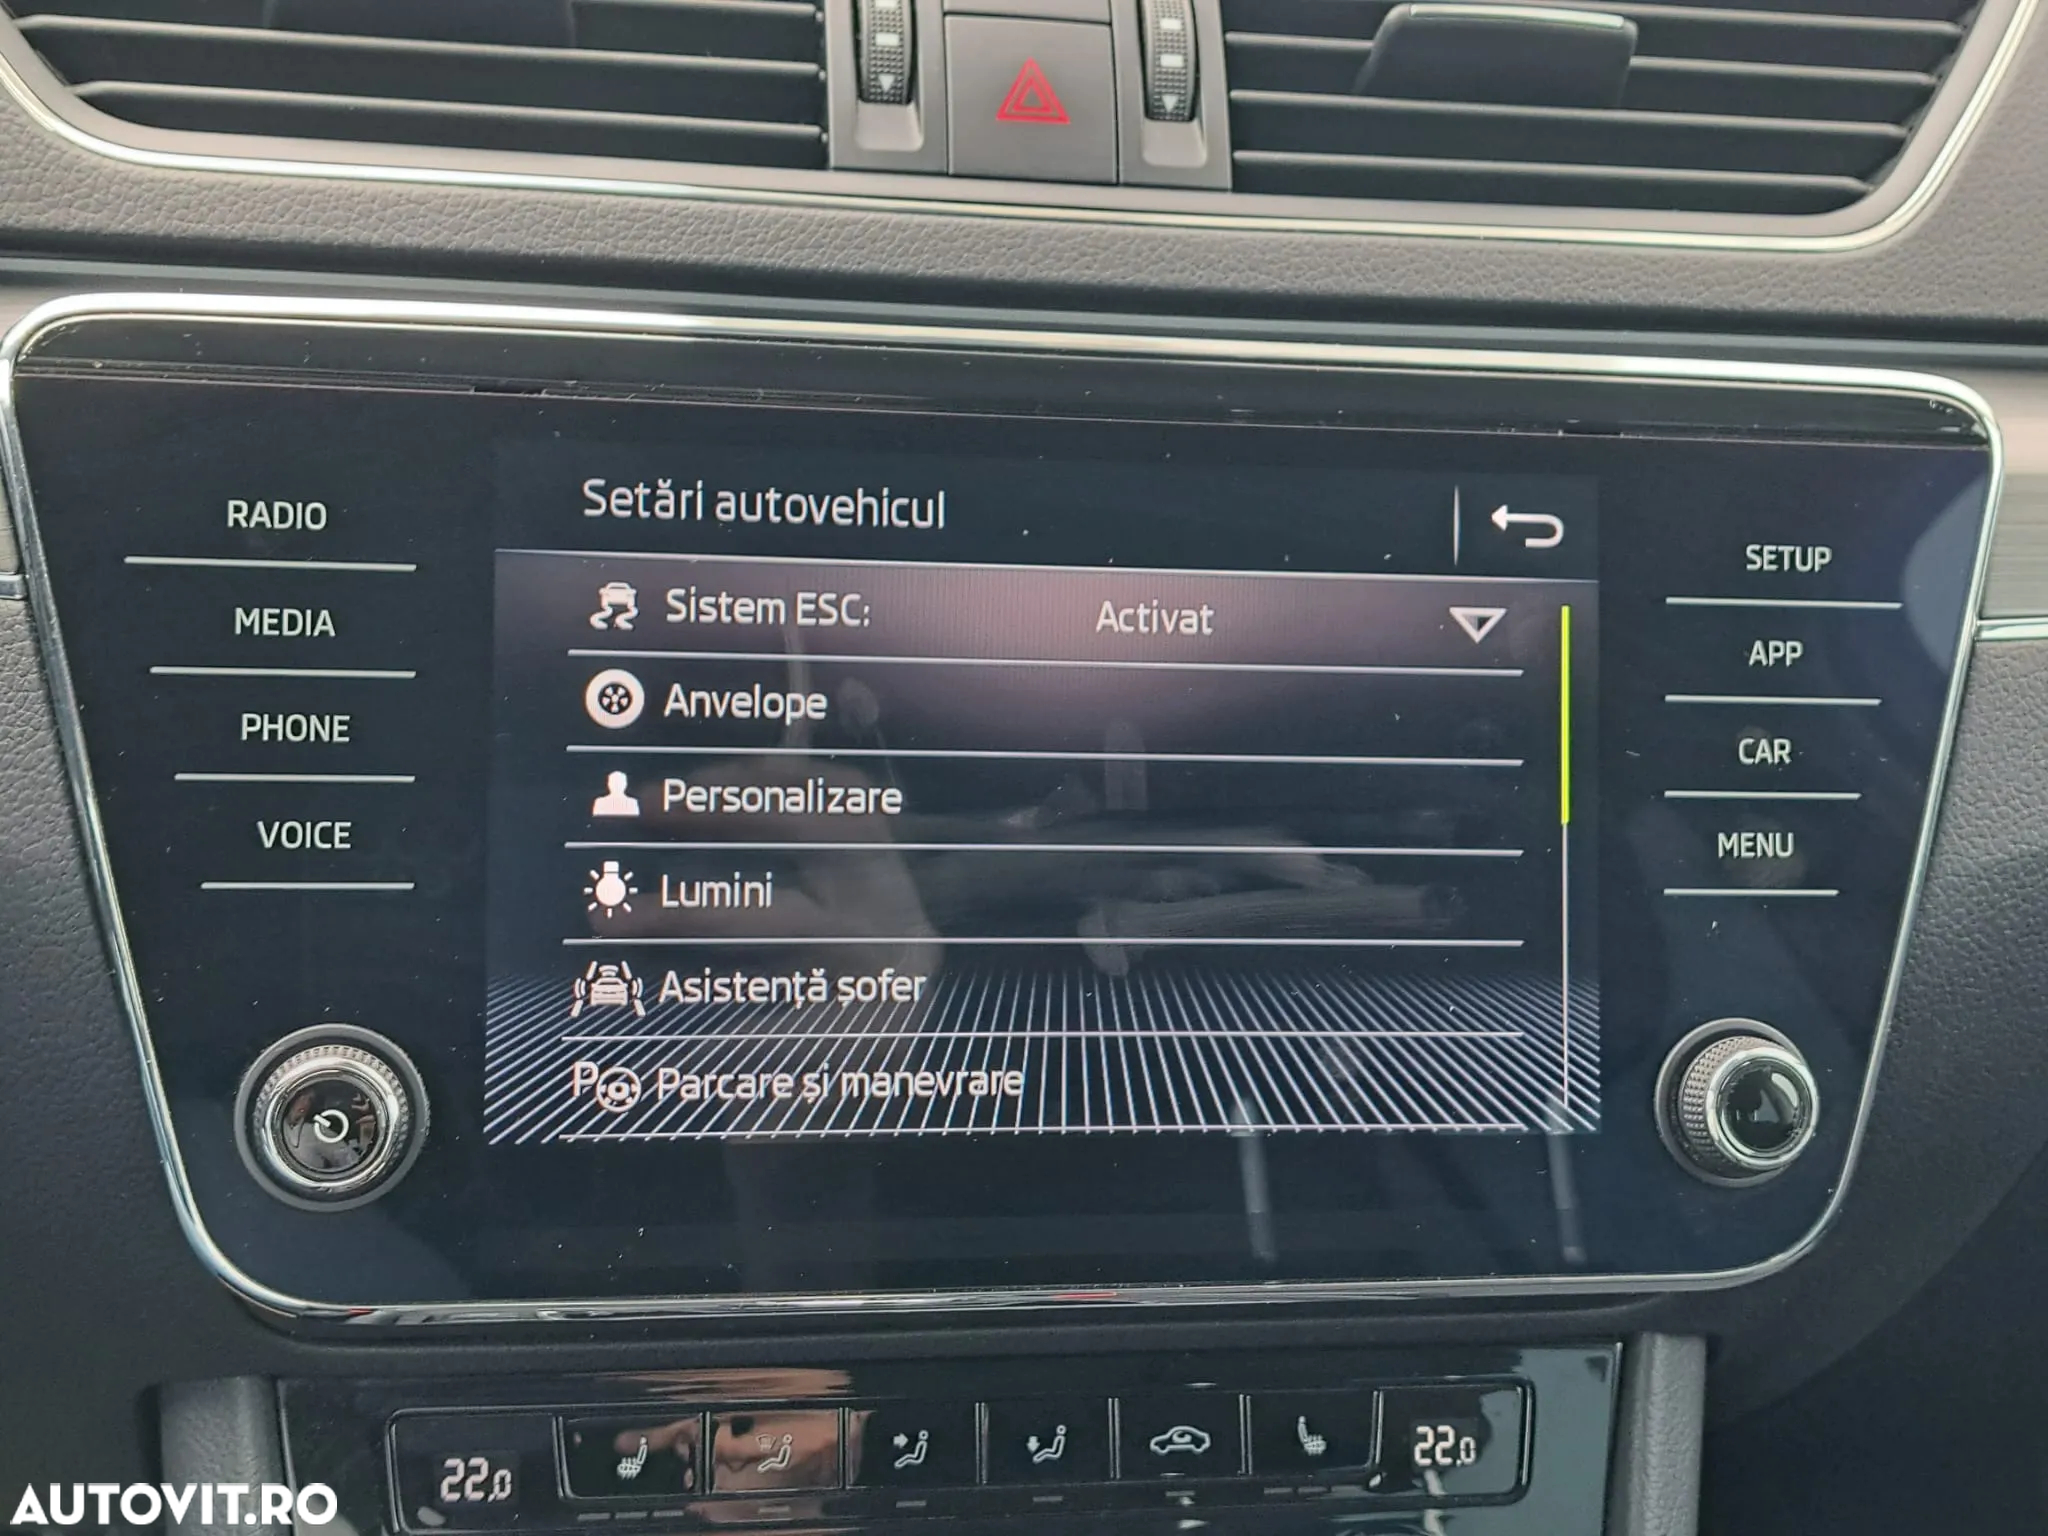 RADIO
MEDIA
PHONE
VOICE
Setări autovehicul
Sistem ESC: Activat
Anvelope
Personalizare
Lumini
Asistență șofer
P Parcare și manevrare
SETUP
APP
CAR
MENU
22.0
22.0
AUTOVIT.RO